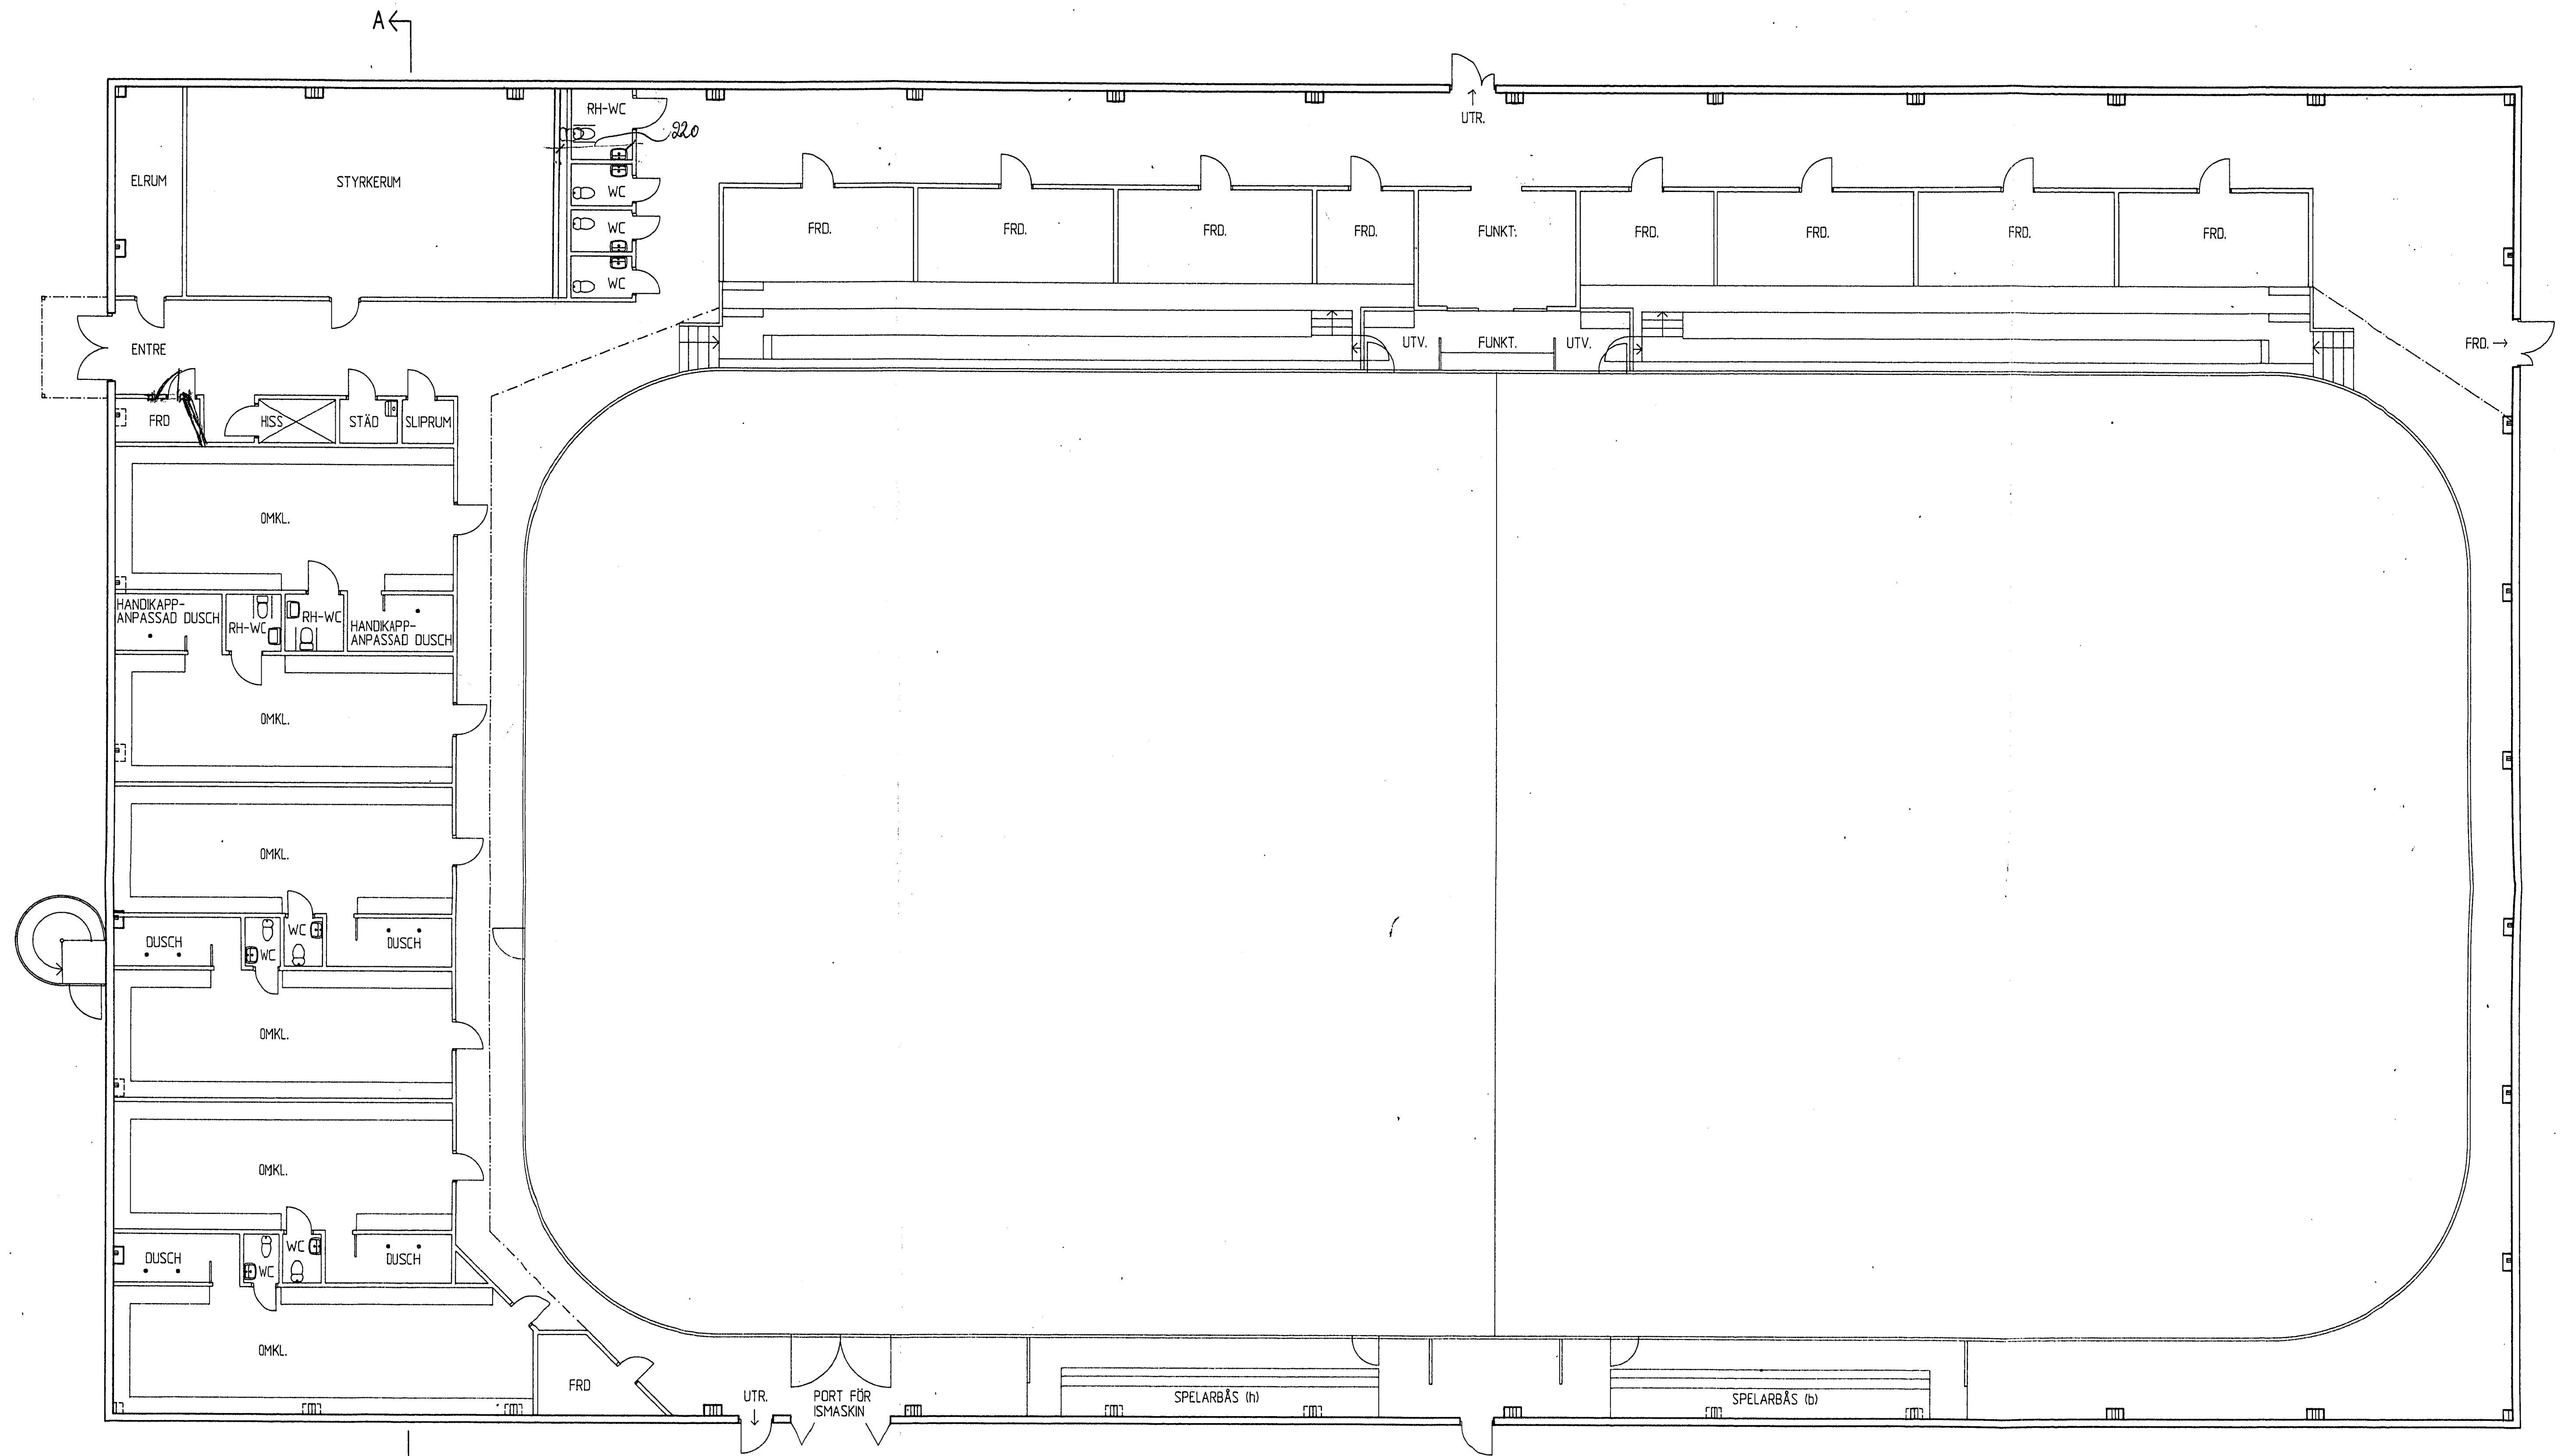 A
UTR.
RH-WC
220
ELRUM
STYRKERUM
WC
WC
WC
FRD.
FRD.
FRD.
FRD.
FUNKT.
FRD.
FRD.
FRD.
FRD.
ENTRE
UTV.
FUNKT.
UTV.
FRD.
FRD
HISS
STÄD
SLIPRUM
OMKL.
HANDIKAPP-
ANPASSAD DUSCH
RH-WC
RH-WC
HANDIKAPP-
ANPASSAD DUSCH
OMKL.
OMKL.
DUSCH
WC
WC
DUSCH
OMKL.
OMKL.
DUSCH
WC
WC
DUSCH
OMKL.
FRD
UTR.
PORT FÖR
ISMASKIN
SPELARBÅS (h)
SPELARBÅS (b)